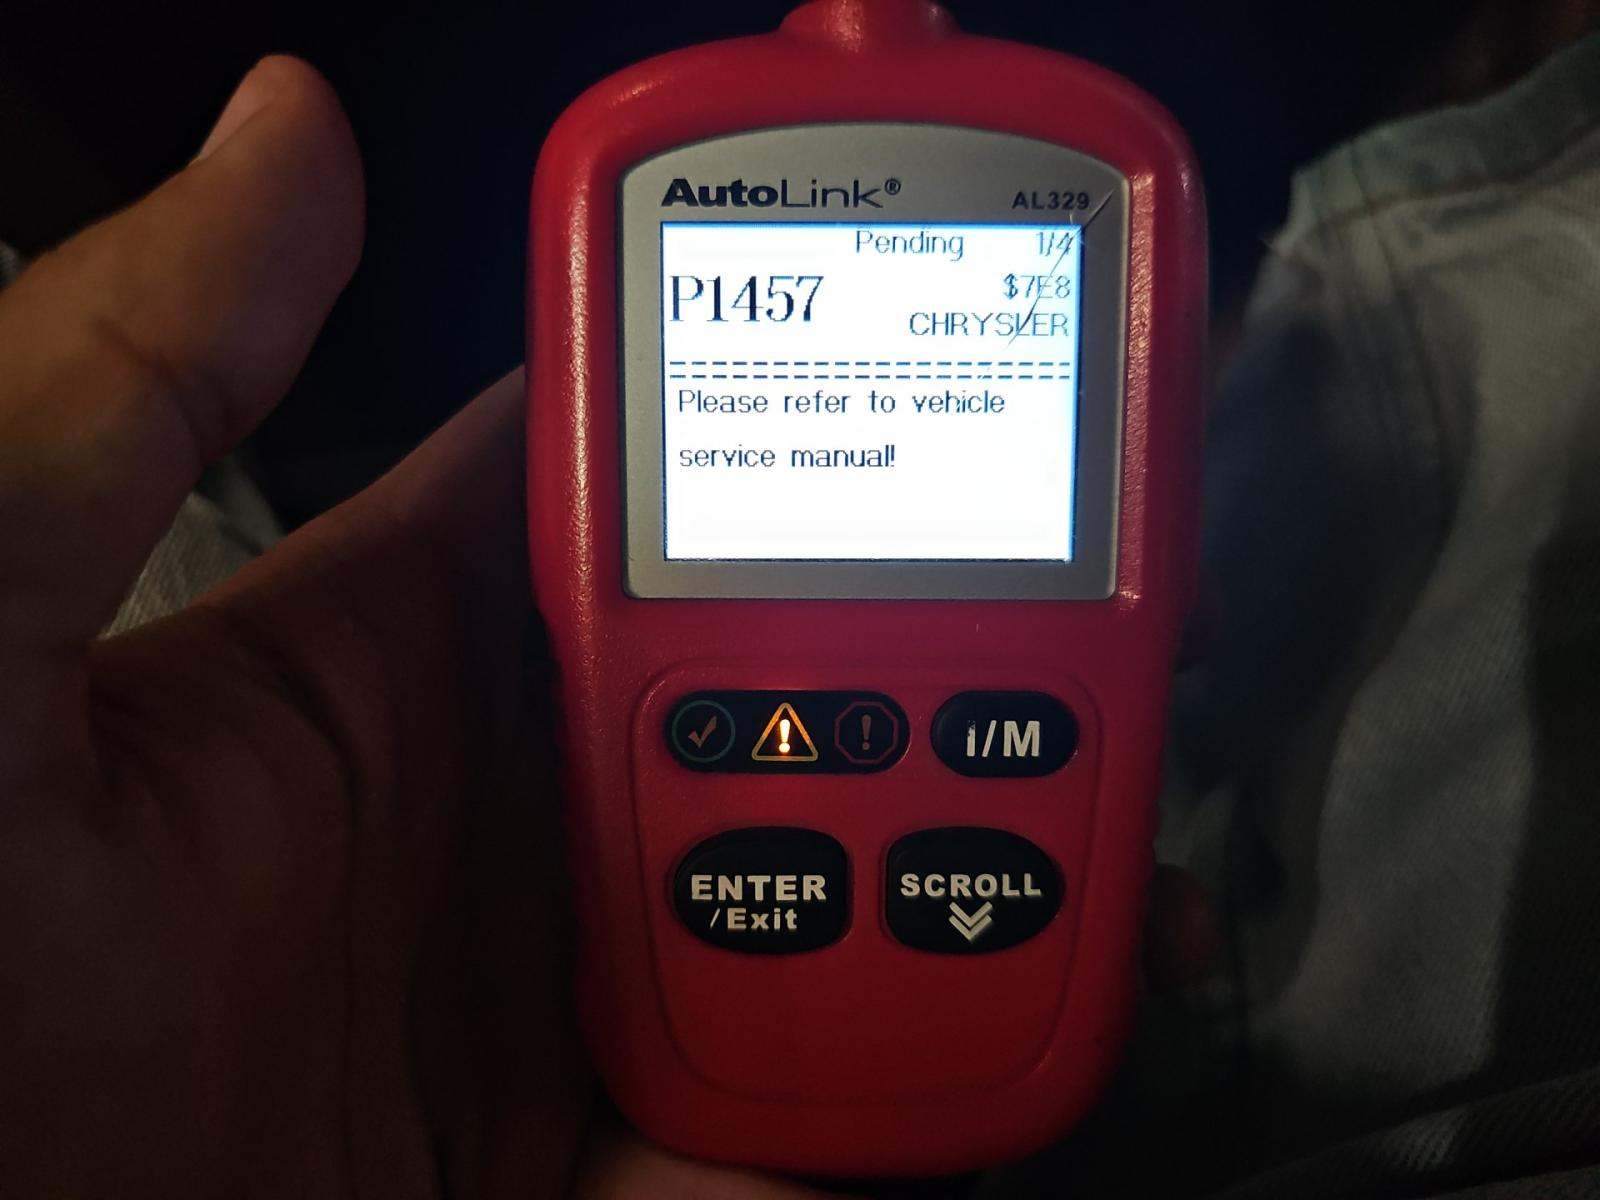 AutoLink® AL329
Pending 1/4
P1457 $7E8
CHRYSLER
================================
Please refer to vehicle
service manual!
I/M
ENTER
/Exit
SCROLL